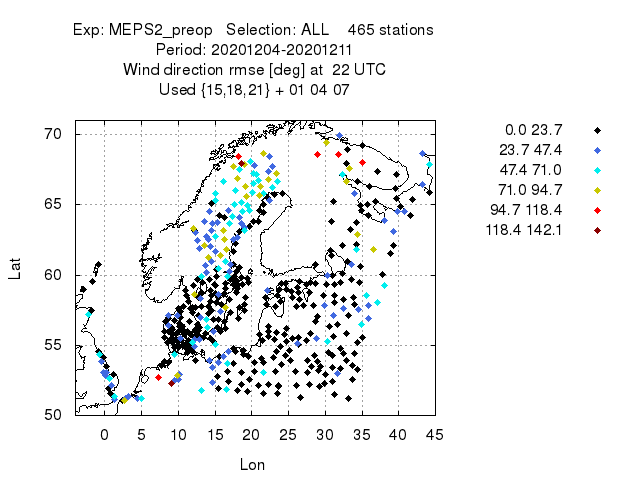 Exp: MEPS2_preop   Selection: ALL    465 stations
Period: 20201204-20201211
Wind direction rmse [deg] at  22 UTC
Used {15,18,21} + 01 04 07
0.0 23.7
23.7 47.4
47.4 71.0
71.0 94.7
94.7 118.4
118.4 142.1
70
65
60
55
50
Lat
0 5 10 15 20 25 30 35 40 45
Lon